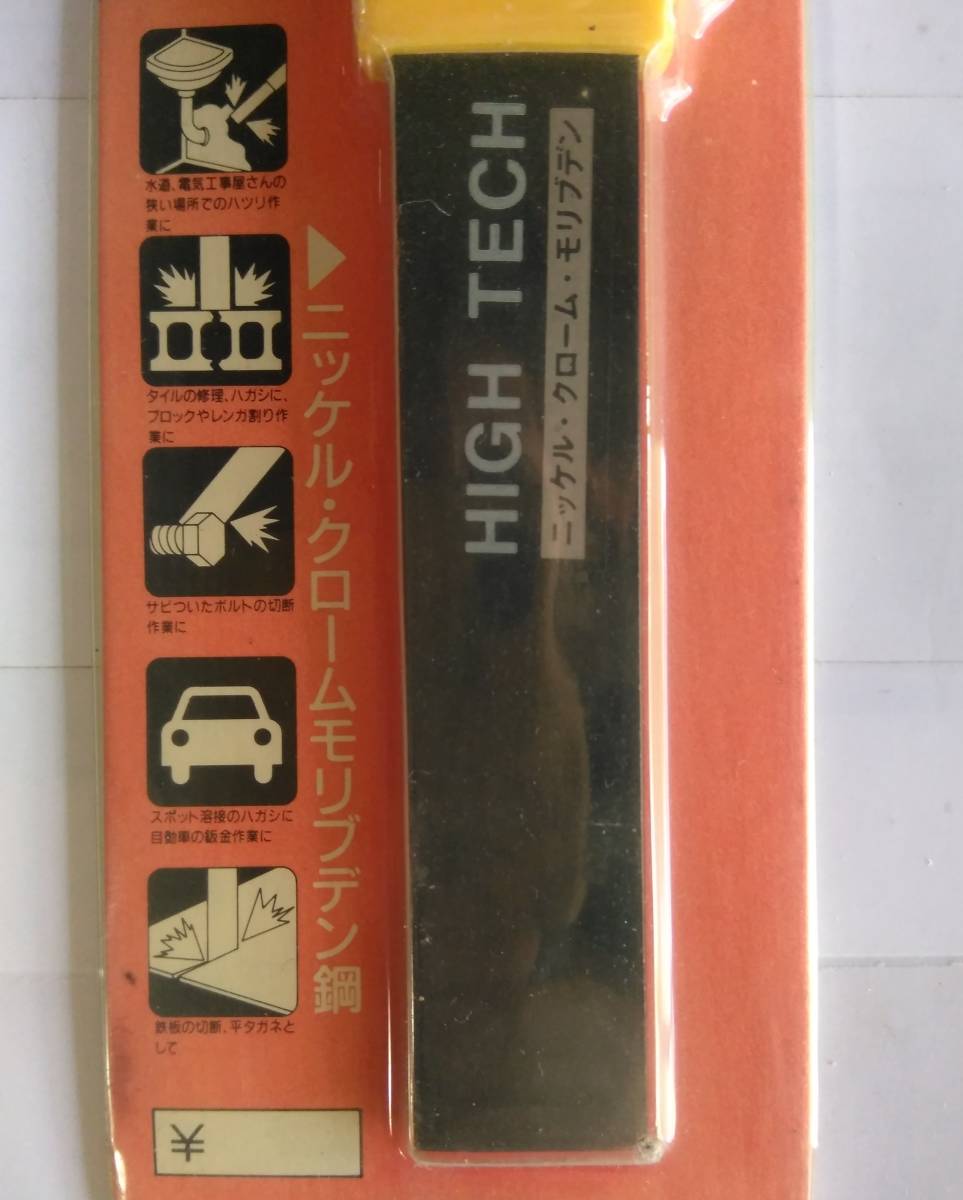 水道、電気工事屋さんの
狭い場所でのハツリ作
業に
タイルの修理、ハガシに、
ブロックやレンガ割り作
業に
サビついたボルトの切断
作業に
スポット溶接のハガシに
自動車の鈑金作業に
鉄板の切断、平タガネと
して
¥
▶ニッケル・クロームモリブデン鋼
HIGH TECH
ニッケル・クローム・モリブデン